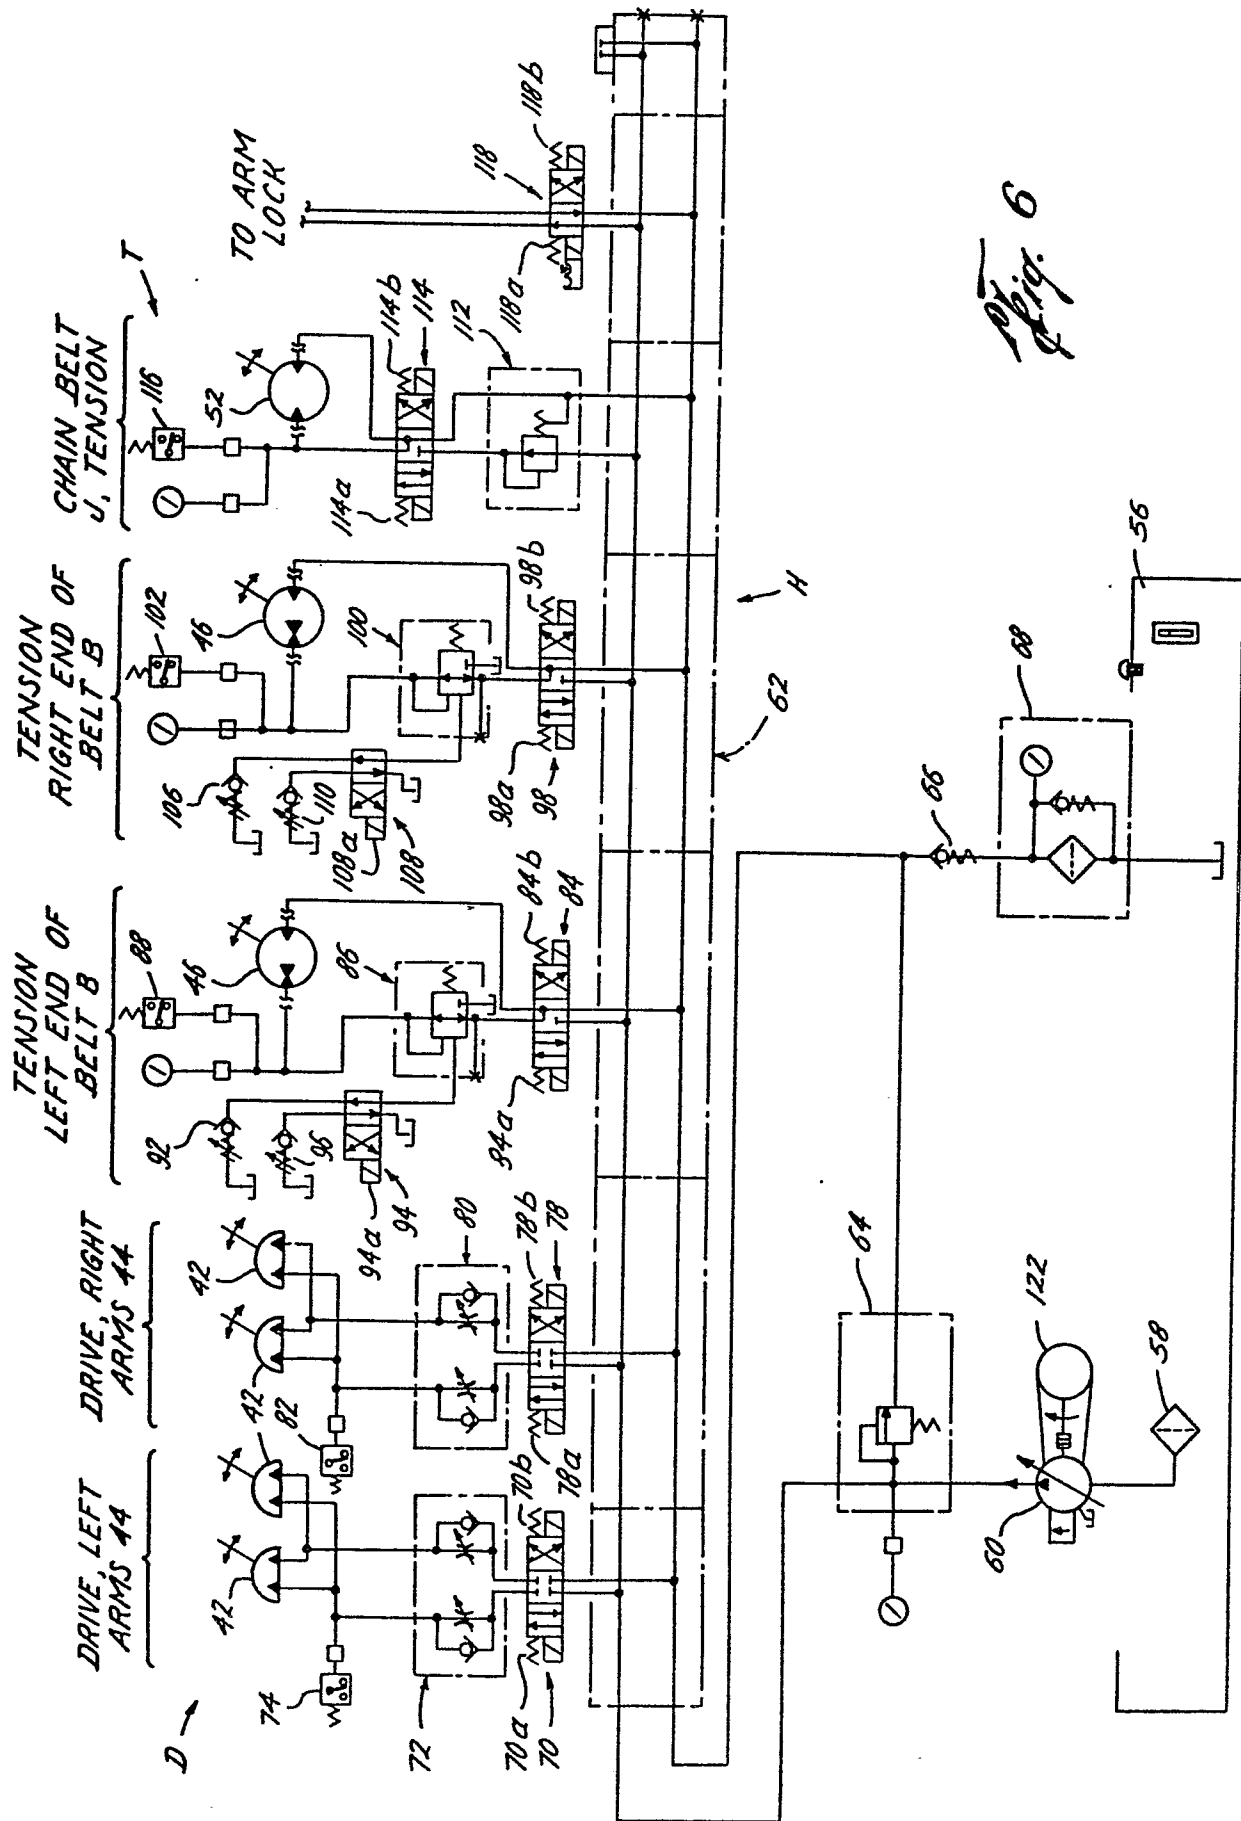 DRIVE, LEFT
ARMS 44
DRIVE, RIGHT
ARMS 44
TENSION
LEFT END OF
BELT B
TENSION
RIGHT END OF
BELT B
CHAIN BELT
J, TENSION
TO ARM
LOCK
D
T
74
42
42
82
42
42
92
96
88
46
106
110
102
46
116
52
72
80
94a
94
86
108a
108
100
114a
114b
114
112
118
118b
118a
70a
70
70b
78a
78b
78
84a
84b
84
98a
98
98b
H
62
64
66
68
56
60
122
58
Fig. 6